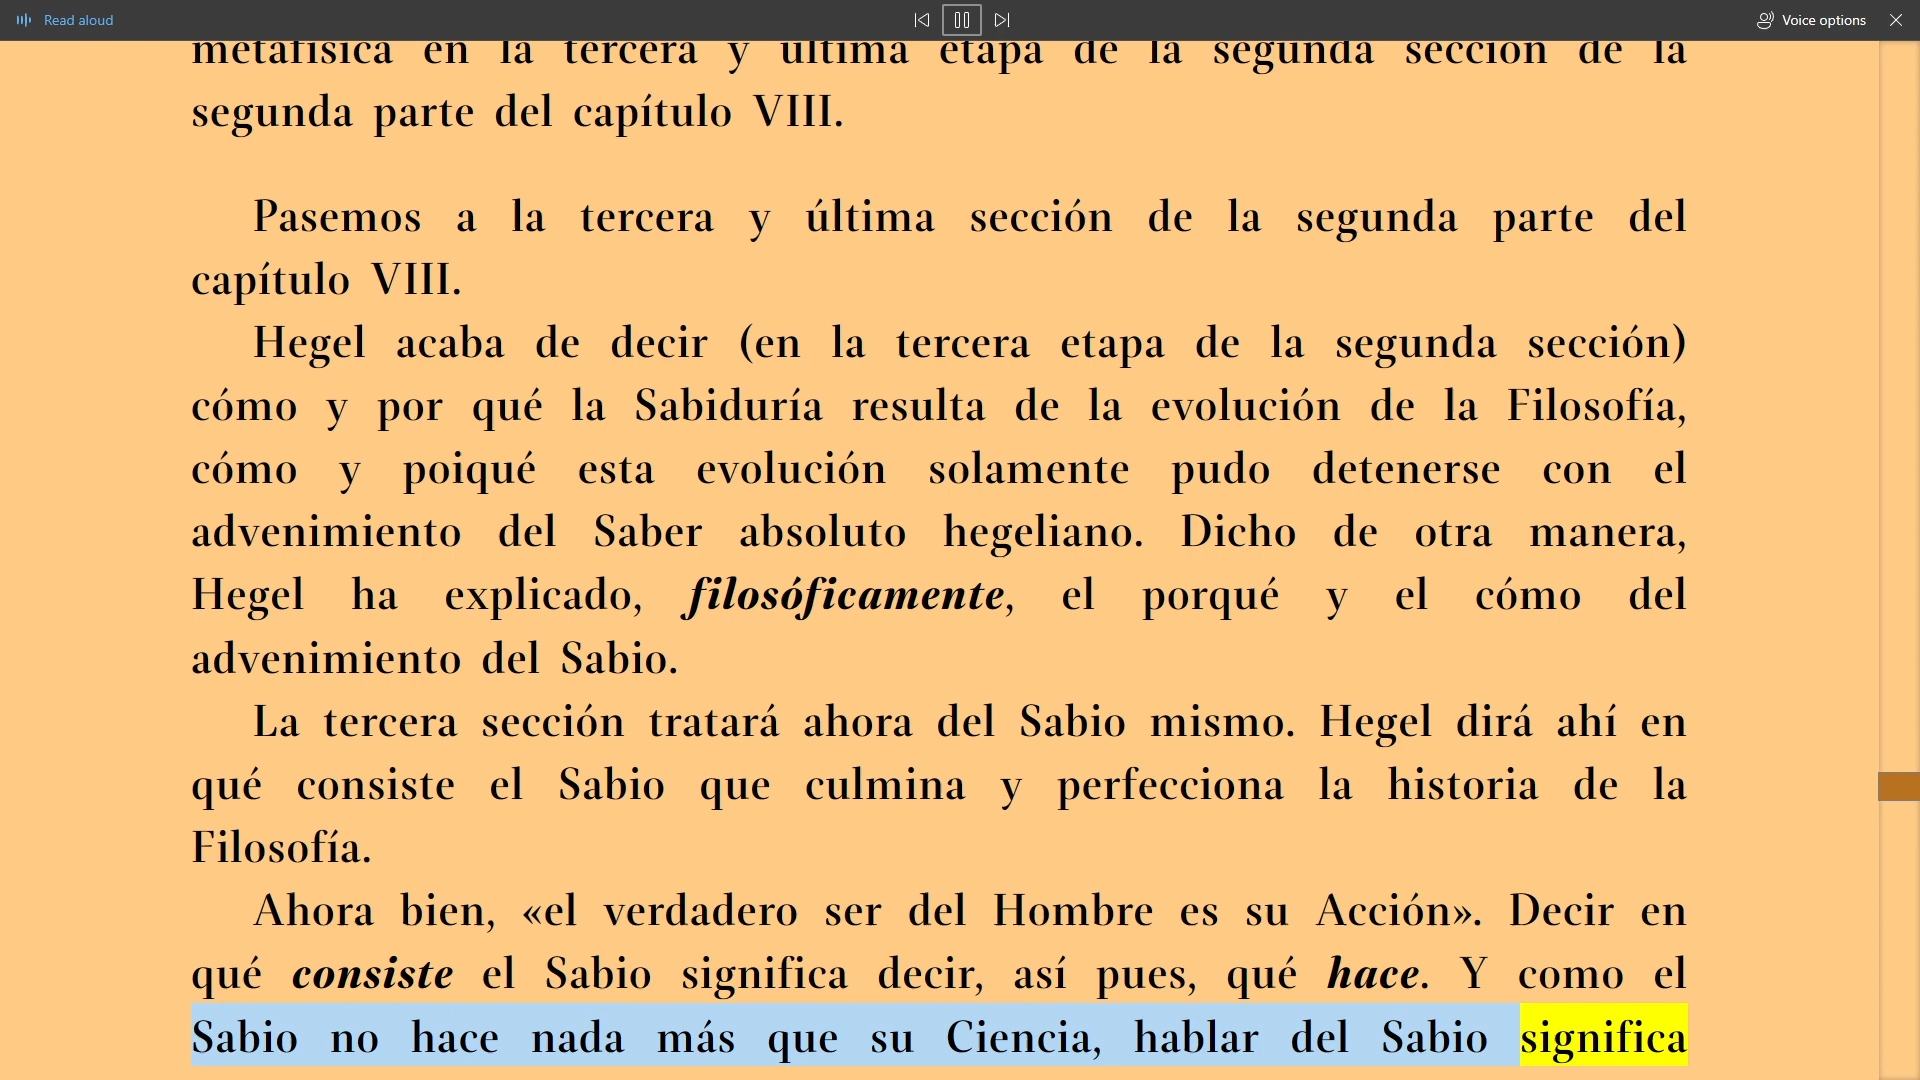 Read aloud
Voice options
metafísica en la tercera y última etapa de la segunda sección de la
segunda parte del capítulo VIII.
Pasemos a la tercera y última sección de la segunda parte del
capítulo VIII.
Hegel acaba de decir (en la tercera etapa de la segunda sección)
cómo y por qué la Sabiduría resulta de la evolución de la Filosofía,
cómo y poiqué esta evolución solamente pudo detenerse con el
advenimiento del Saber absoluto hegeliano. Dicho de otra manera,
Hegel ha explicado, filosóficamente, el porqué y el cómo del
advenimiento del Sabio.
La tercera sección tratará ahora del Sabio mismo. Hegel dirá ahí en
qué consiste el Sabio que culmina y perfecciona la historia de la
Filosofía.
Ahora bien, «el verdadero ser del Hombre es su Acción». Decir en
qué consiste el Sabio significa decir, así pues, qué hace. Y como el
Sabio no hace nada más que su Ciencia, hablar del Sabio significa